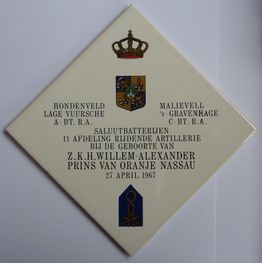 HONDENVELD MALIEVELL
LAGE VUURSCHE 's-GRAVENHAGE
A-BT. R.A. C-BT. R.A.
SALUUTBATTERIJEN
11 AFDELING RIJDENDE ARTILLERIE
BIJ DE GEBOORTE VAN
Z.K.H. WILLEM-ALEXANDER
PRINS VAN ORANJE NASSAU
27 APRIL 1967